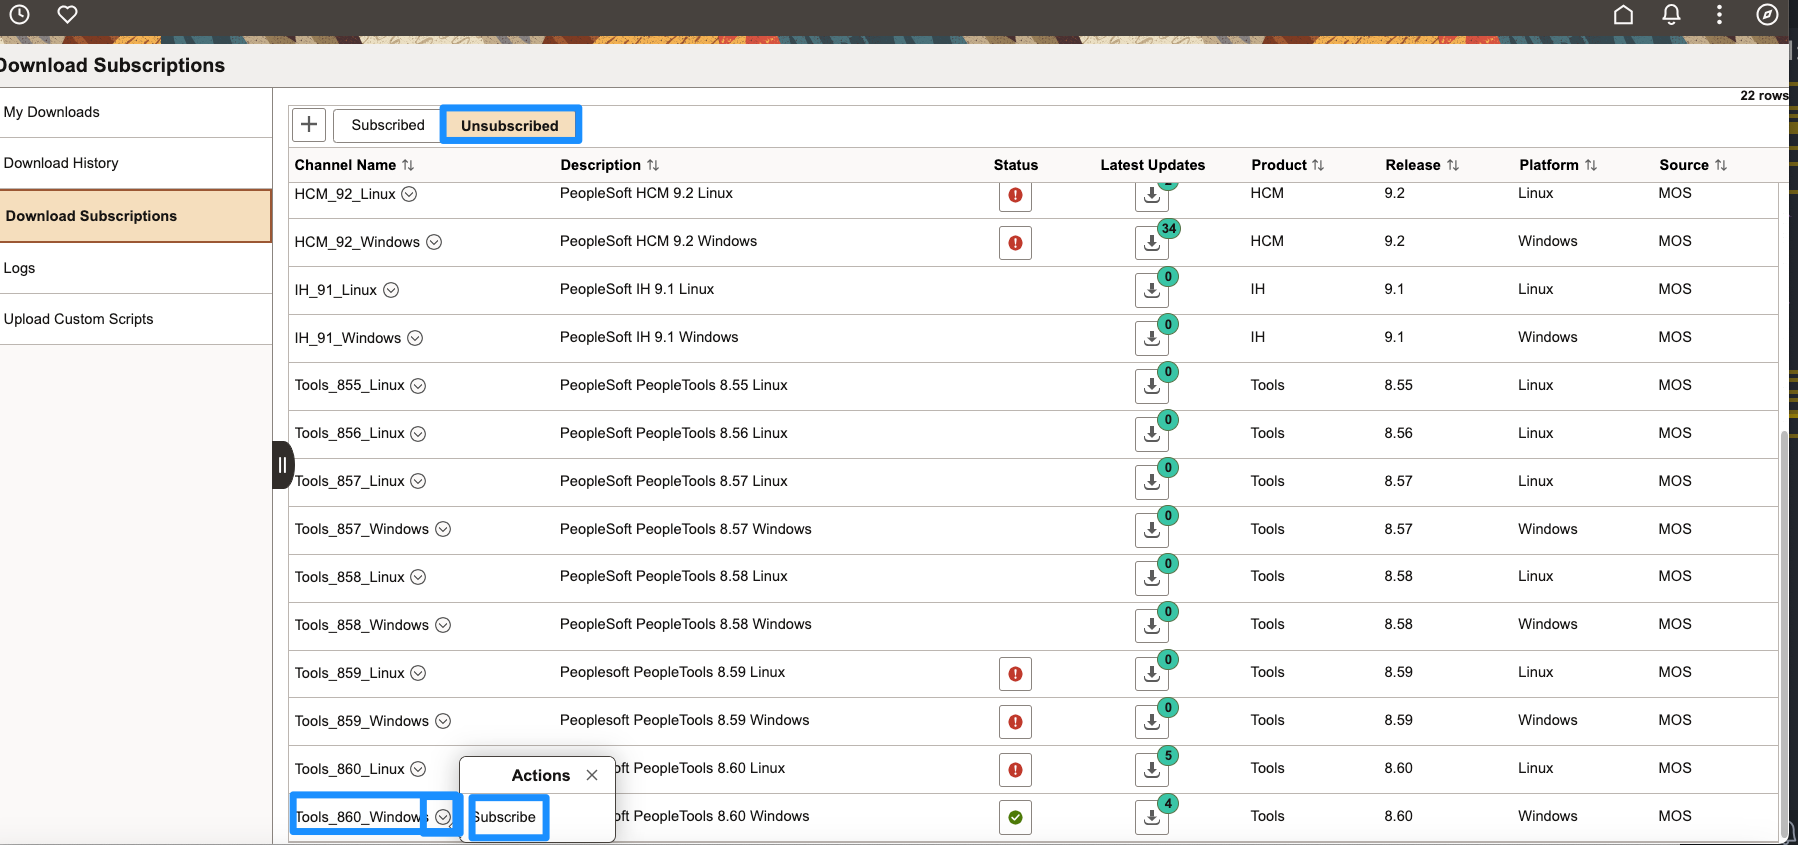 Download Subscriptions
22 rows
My Downloads
Download History
Download Subscriptions
Logs
Upload Custom Scripts
Subscribed Unsubscribed
Channel Name Description Status Latest Updates Product Release Platform Source
HCM_92_Linux PeopleSoft HCM 9.2 Linux HCM 9.2 Linux MOS
HCM_92_Windows PeopleSoft HCM 9.2 Windows 34 HCM 9.2 Windows MOS
IH_91_Linux PeopleSoft IH 9.1 Linux 0 IH 9.1 Linux MOS
IH_91_Windows PeopleSoft IH 9.1 Windows 0 IH 9.1 Windows MOS
Tools_855_Linux PeopleSoft PeopleTools 8.55 Linux 0 Tools 8.55 Linux MOS
Tools_856_Linux PeopleSoft PeopleTools 8.56 Linux 0 Tools 8.56 Linux MOS
Tools_857_Linux PeopleSoft PeopleTools 8.57 Linux 0 Tools 8.57 Linux MOS
Tools_857_Windows PeopleSoft PeopleTools 8.57 Windows 0 Tools 8.57 Windows MOS
Tools_858_Linux PeopleSoft PeopleTools 8.58 Linux 0 Tools 8.58 Linux MOS
Tools_858_Windows PeopleSoft PeopleTools 8.58 Windows 0 Tools 8.58 Windows MOS
Tools_859_Linux Peoplesoft PeopleTools 8.59 Linux 0 Tools 8.59 Linux MOS
Tools_859_Windows Peoplesoft PeopleTools 8.59 Windows 0 Tools 8.59 Windows MOS
Tools_860_Linux oft PeopleTools 8.60 Linux 5 Tools 8.60 Linux MOS
Tools_860_Windows oft PeopleTools 8.60 Windows 4 Tools 8.60 Windows MOS
Actions
Subscribe